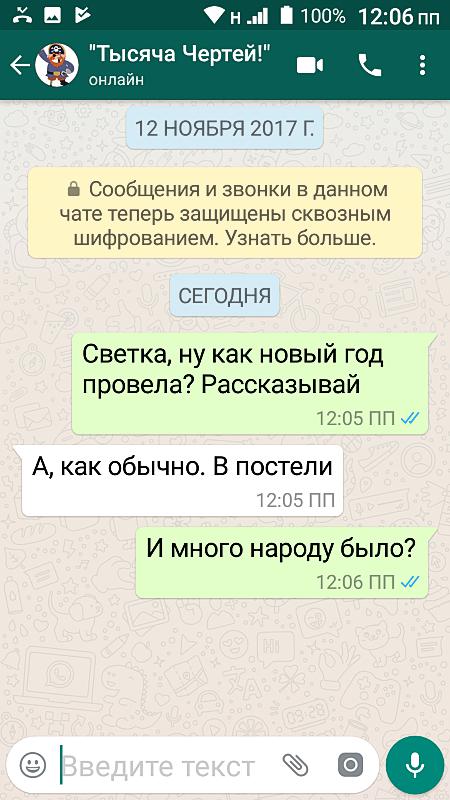 н 100% 12:06 пп
"Тысяча Чертей!"
онлайн
12 НОЯБРЯ 2017 Г.
Сообщения и звонки в данном
чате теперь защищены сквозным
шифрованием. Узнать больше.
СЕГОДНЯ
Светка, ну как новый год
провела? Рассказывай
12:05 ПП
А, как обычно. В постели
12:05 ПП
И много народу было?
12:06 ПП
Введите текст